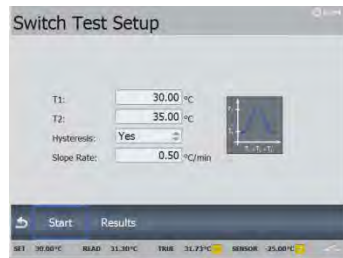 Switch Test Setup
T1: 30.00 °C
T2: 35.00 °C
Hysteresis: Yes
Slope Rate: 0.50 °C/min
Start Results
SET 30.00°C READ 31.30°C TRUE 31.73°C SENSOR -25.00°C